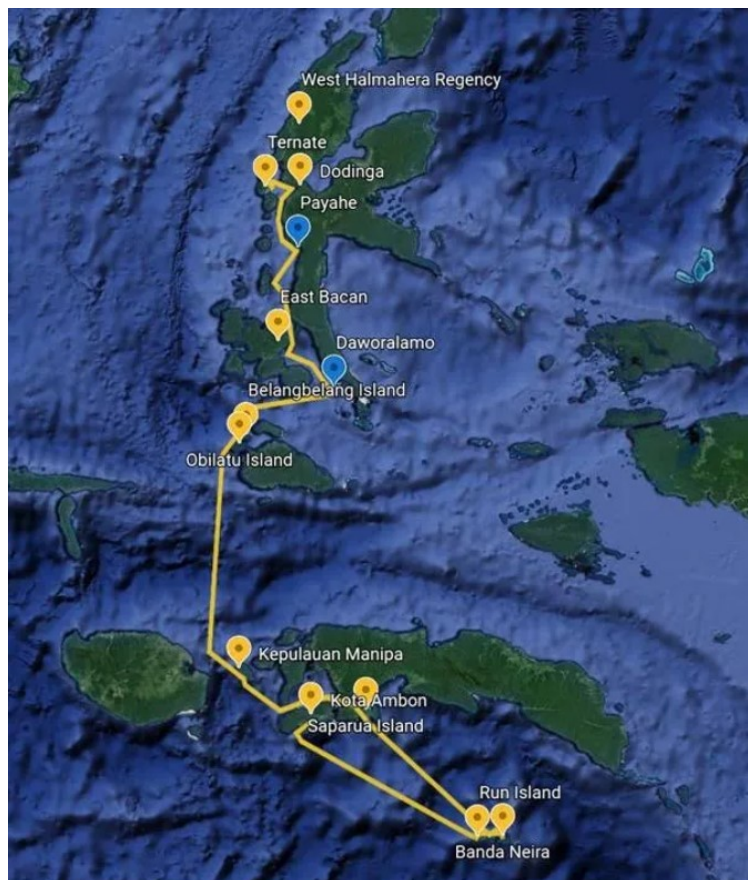 West Halmahera Regency
Ternate
Dodinga
Payahe
East Bacan
Daworalamo
Belangbelang Island
Obilatu Island
Kepulauan Manipa
Kota Ambon
Saparua Island
Run Island
Banda Neira